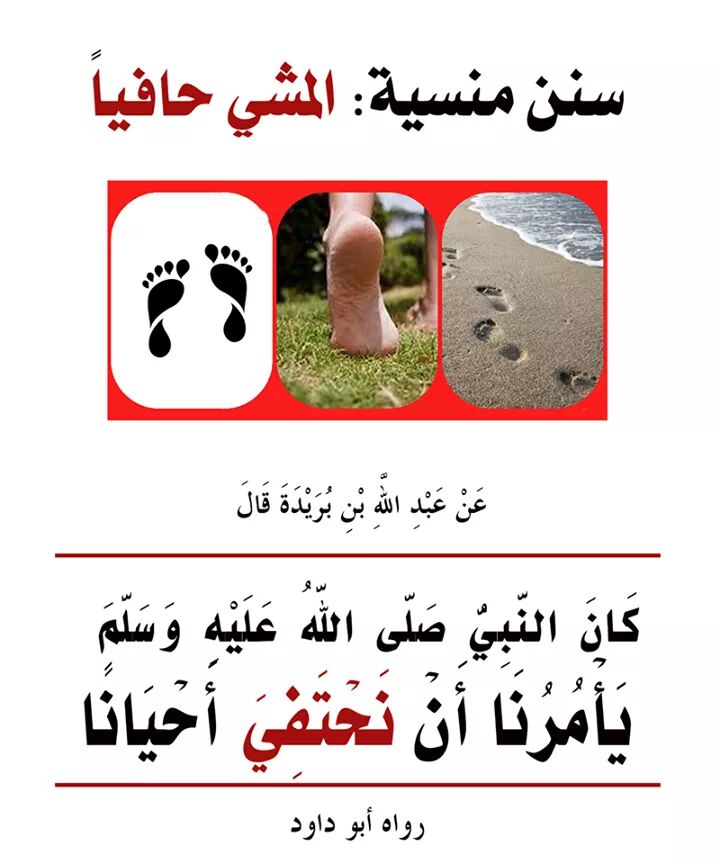 سنن منسية: المشي حافياً
عَنْ عَبْدِ اللَّهِ بْنِ بُرَيْدَةَ قَالَ
كَانَ النَّبِيُّ صَلَّى اللَّهُ عَلَيْهِ وَسَلَّمَ
يَأْمُرُنَا أَنْ نَحْتَفِيَ أَحْيَانًا
رواه أبو داود